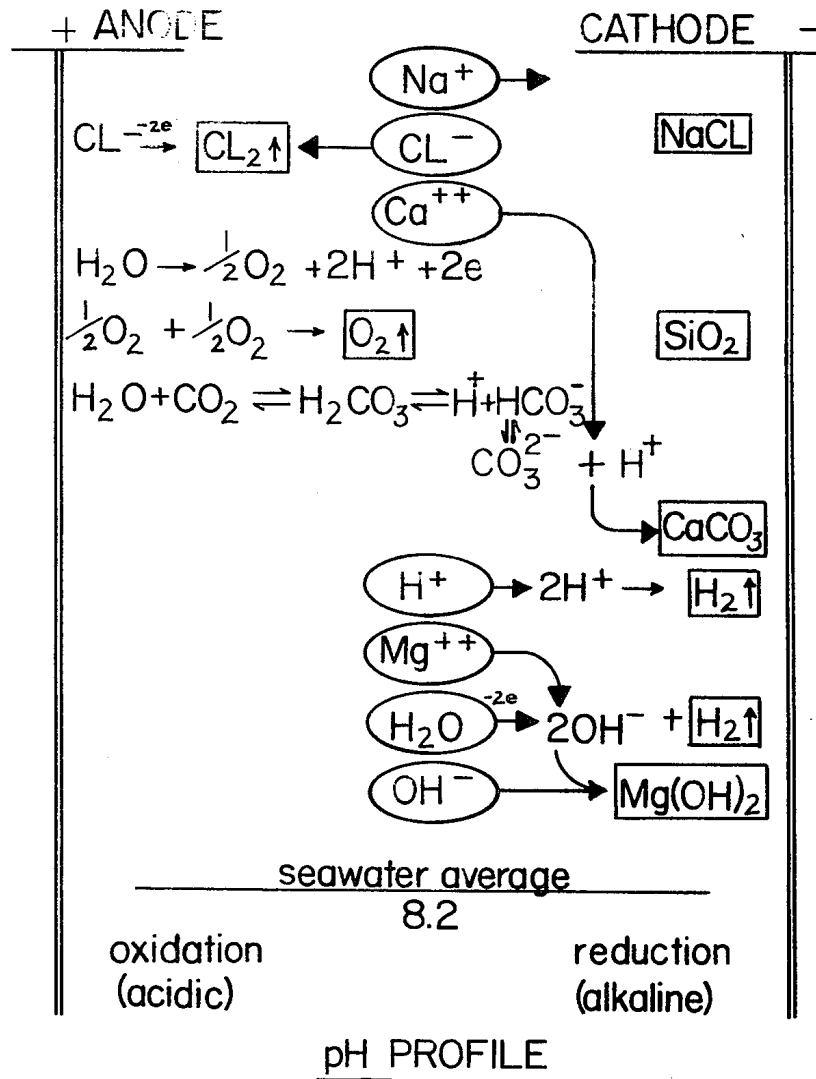 + ANODE CATHODE −
Na⁺
CL⁻ −2e → CL₂↑ CL⁻ NaCL
Ca⁺⁺
H₂O → ½O₂ +2H⁺ +2e
½O₂ + ½O₂ → O₂↑ SiO₂
H₂O+CO₂ ⇌ H₂CO₃ ⇌ H⁺+HCO₃⁻
⇌
CO₃²⁻ + H⁺
CaCO₃
H⁺ → 2H⁺ → H₂↑
Mg⁺⁺
H₂O −2e → 2OH⁻ + H₂↑
OH⁻ → Mg(OH)₂
seawater average
8.2
oxidation reduction
(acidic) (alkaline)
pH PROFILE